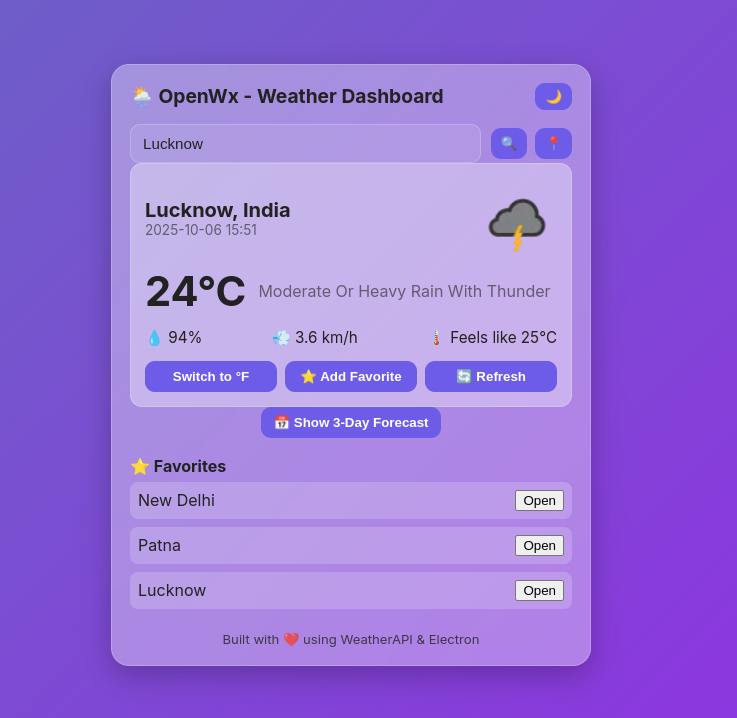 🌦️ OpenWx - Weather Dashboard 🌙
Lucknow 🔍 📍
Lucknow, India
2025-10-06 15:51
24°C Moderate Or Heavy Rain With Thunder
💧 94% 💨 3.6 km/h 🌡️ Feels like 25°C
Switch to °F ⭐ Add Favorite 🔄 Refresh
📅 Show 3-Day Forecast
⭐ Favorites
New Delhi Open
Patna Open
Lucknow Open
Built with ❤️ using WeatherAPI & Electron